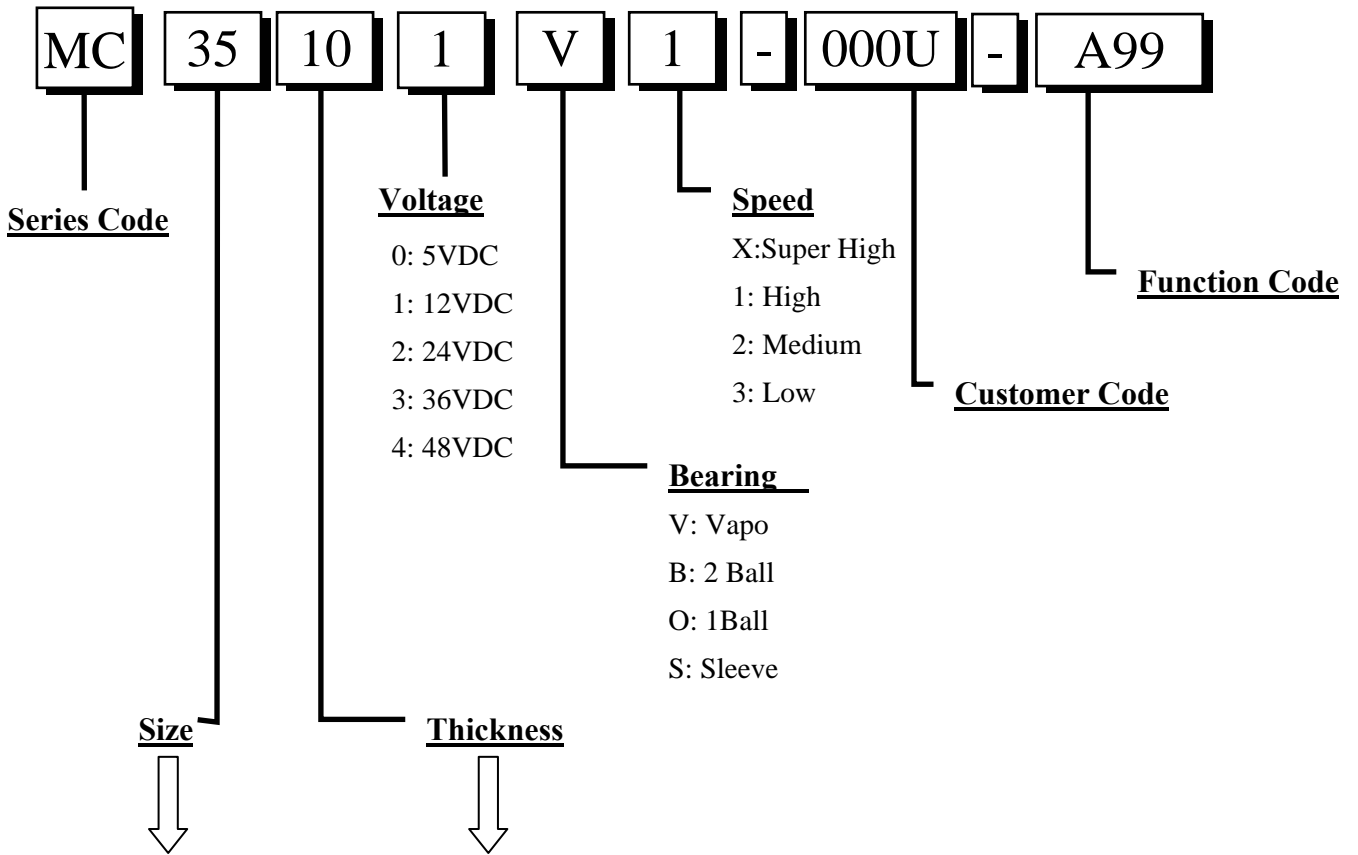 MC 35 10 1 V 1 - 000U - A99
Series Code
Voltage
0: 5VDC
1: 12VDC
2: 24VDC
3: 36VDC
4: 48VDC
Speed
X:Super High
1: High
2: Medium
3: Low
Function Code
Customer Code
Bearing
V: Vapo
B: 2 Ball
O: 1Ball
S: Sleeve
Size
Thickness